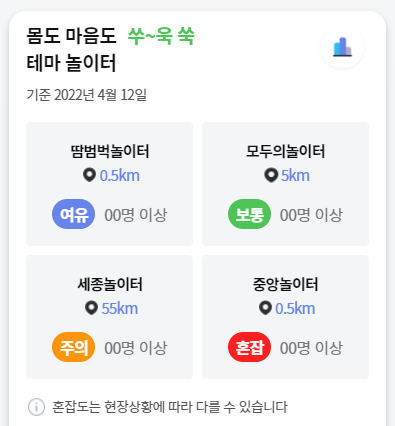 몸도 마음도 쑤~욱 쑥
테마 놀이터
기준 2022년 4월 12일
땀범벅놀이터
0.5km
여유 00명 이상
모두의놀이터
5km
보통 00명 이상
세종놀이터
55km
주의 00명 이상
중앙놀이터
0.5km
혼잡 00명 이상
혼잡도는 현장상황에 따라 다를 수 있습니다